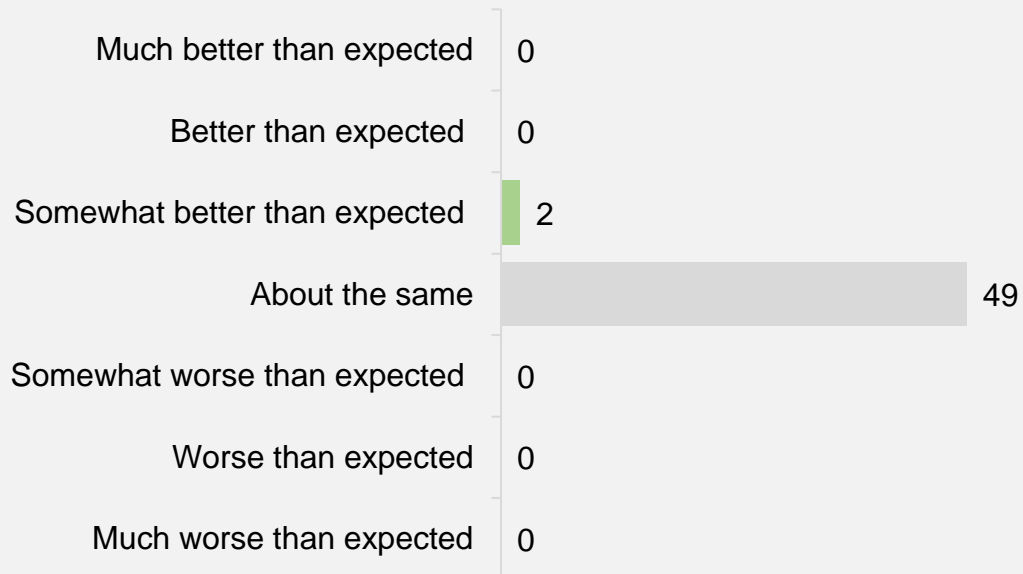 Much better than expected 0
Better than expected 0
Somewhat better than expected 2
About the same 49
Somewhat worse than expected 0
Worse than expected 0
Much worse than expected 0